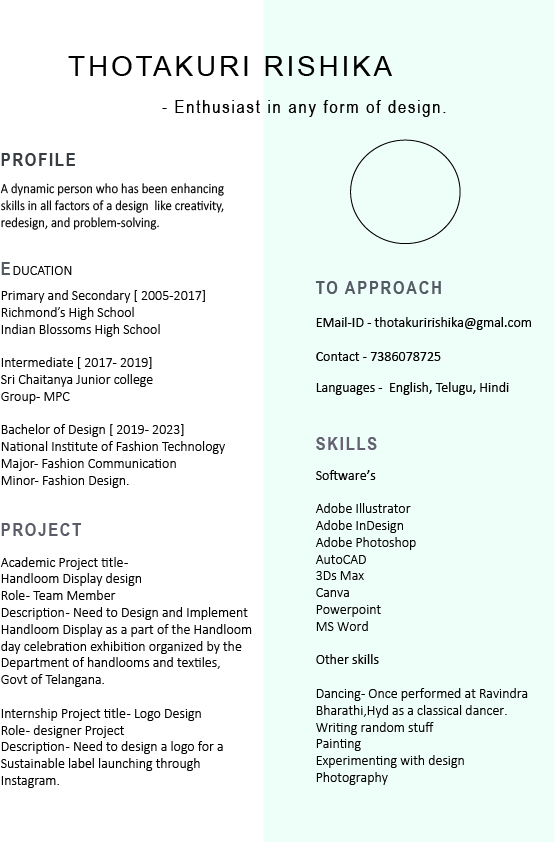 THOTAKURI RISHIKA
- Enthusiast in any form of design.
PROFILE
A dynamic person who has been enhancing
skills in all factors of a design  like creativity,
redesign, and problem-solving.
EDUCATION
Primary and Secondary [ 2005-2017]
Richmond's High School
Indian Blossoms High School
Intermediate [ 2017- 2019]
Sri Chaitanya Junior college
Group- MPC
Bachelor of Design [ 2019- 2023]
National Institute of Fashion Technology
Major- Fashion Communication
Minor- Fashion Design.
PROJECT
Academic Project title-
Handloom Display design
Role- Team Member
Description- Need to Design and Implement
Handloom Display as a part of the Handloom
day celebration exhibition organized by the
Department of handlooms and textiles,
Govt of Telangana.
Internship Project title- Logo Design
Role- designer Project
Description- Need to design a logo for a
Sustainable label launching through
Instagram.
TO APPROACH
EMail-ID - thotakuririshika@gmal.com
Contact - 7386078725
Languages -  English, Telugu, Hindi
SKILLS
Software's
Adobe Illustrator
Adobe InDesign
Adobe Photoshop
AutoCAD
3Ds Max
Canva
Powerpoint
MS Word
Other skills
Dancing- Once performed at Ravindra
Bharathi,Hyd as a classical dancer.
Writing random stuff
Painting
Experimenting with design
Photography